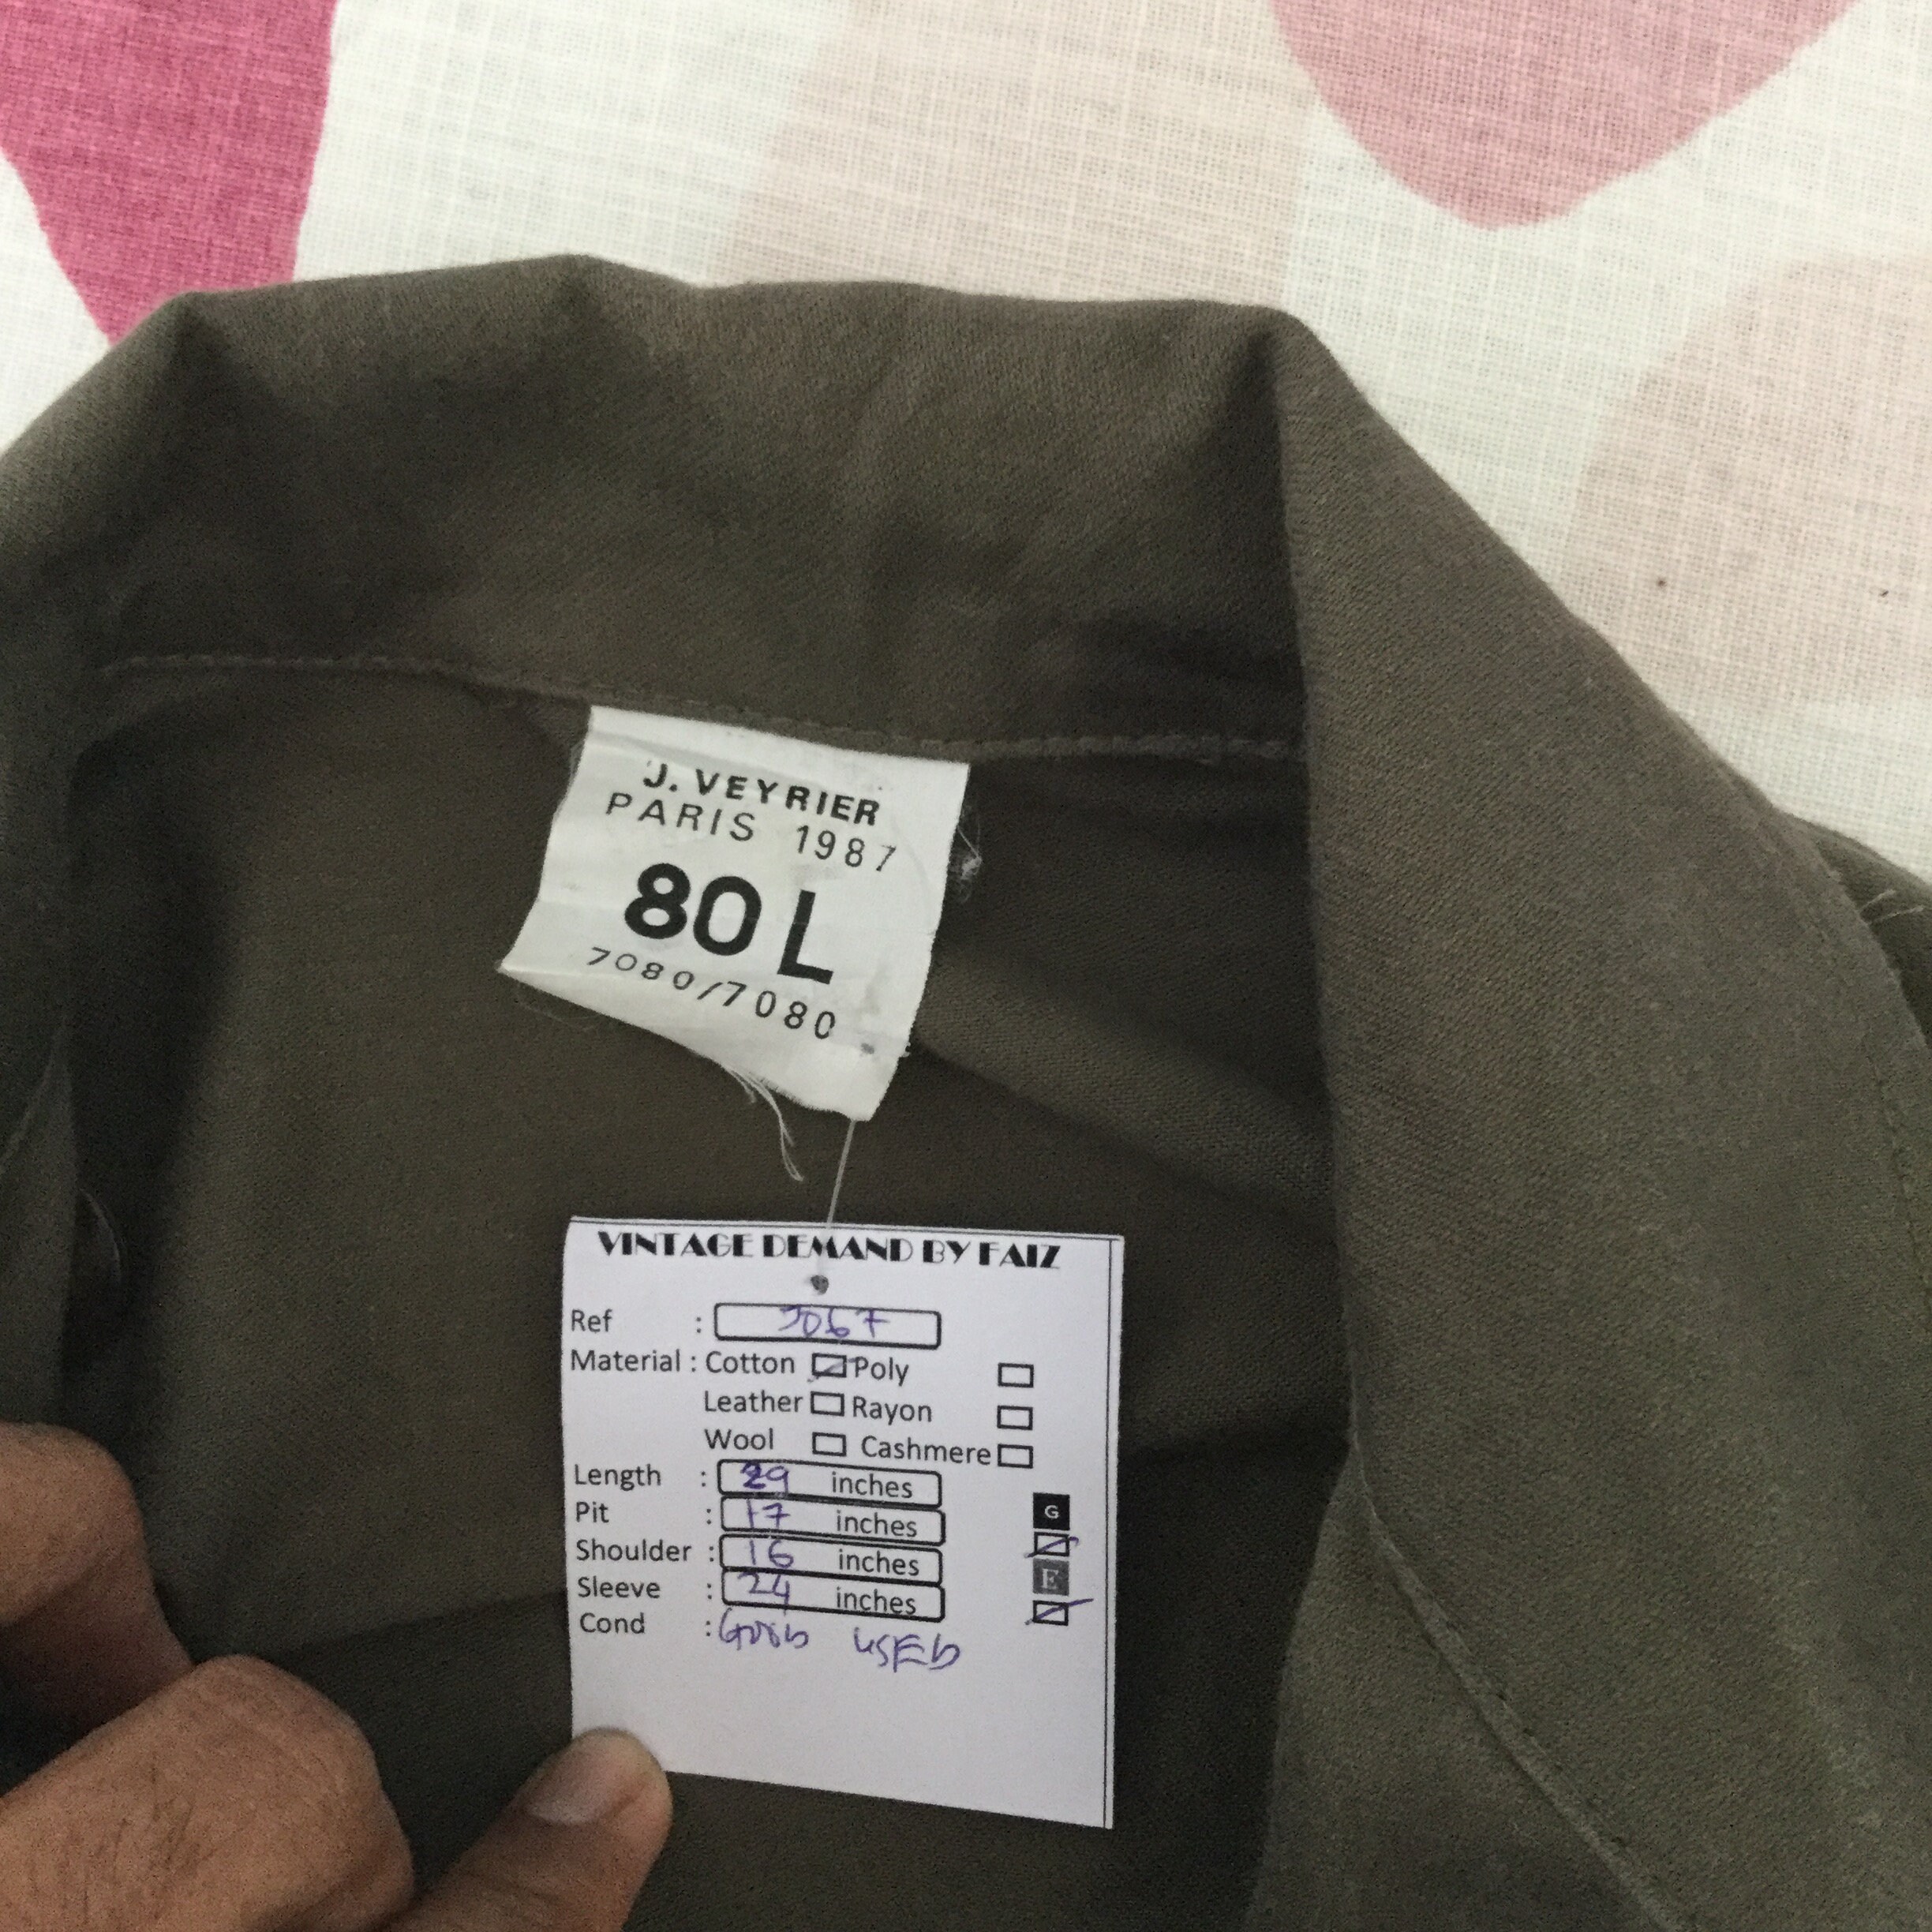 J. VEYRIER
PARIS 1987
80 L
7080/7080
VINTAGE DEMAND BY FAIZ
Ref : J067
Material : Cotton Poly
Leather Rayon
Wool Cashmere
Length : 29 inches
Pit : 17 inches
G
Shoulder : 16 inches
E
Sleeve : 24 inches
Cond : Good USED